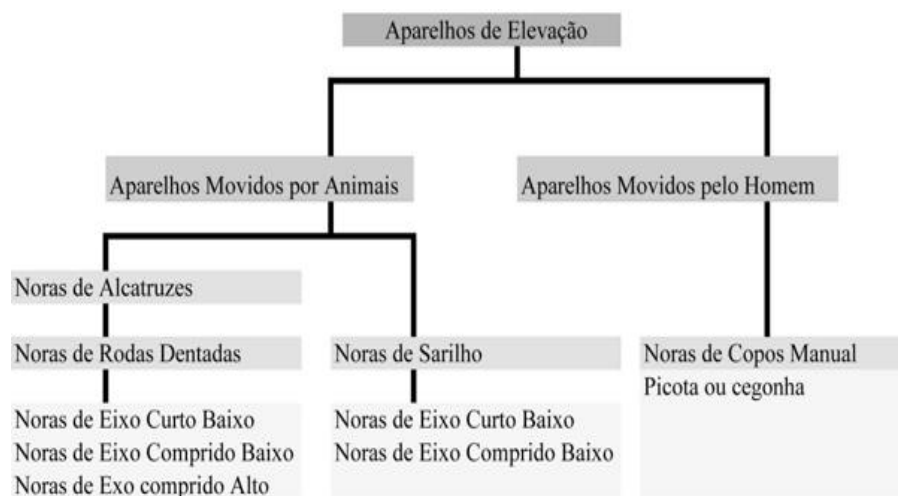 Aparelhos de Elevação
Aparelhos Movidos por Animais
Aparelhos Movidos pelo Homem
Noras de Alcatruzes
Noras de Rodas Dentadas
Noras de Sarilho
Noras de Copos Manual
Picota ou cegonha
Noras de Eixo Curto Baixo
Noras de Eixo Comprido Baixo
Noras de Exo comprido Alto
Noras de Eixo Curto Baixo
Noras de Eixo Comprido Baixo